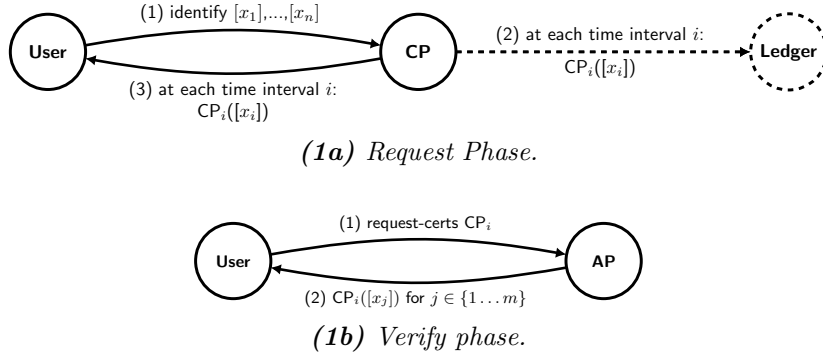 (1) identify [x₁],...,[xₙ]
(2) at each time interval i:
User
CP
Ledger
CPᵢ([xᵢ])
(3) at each time interval i:
CPᵢ([xᵢ])
(1a) Request Phase.
(1) request-certs CPᵢ
User
AP
(2) CPᵢ([xⱼ]) for j ∈ {1 . . . m}
(1b) Verify phase.